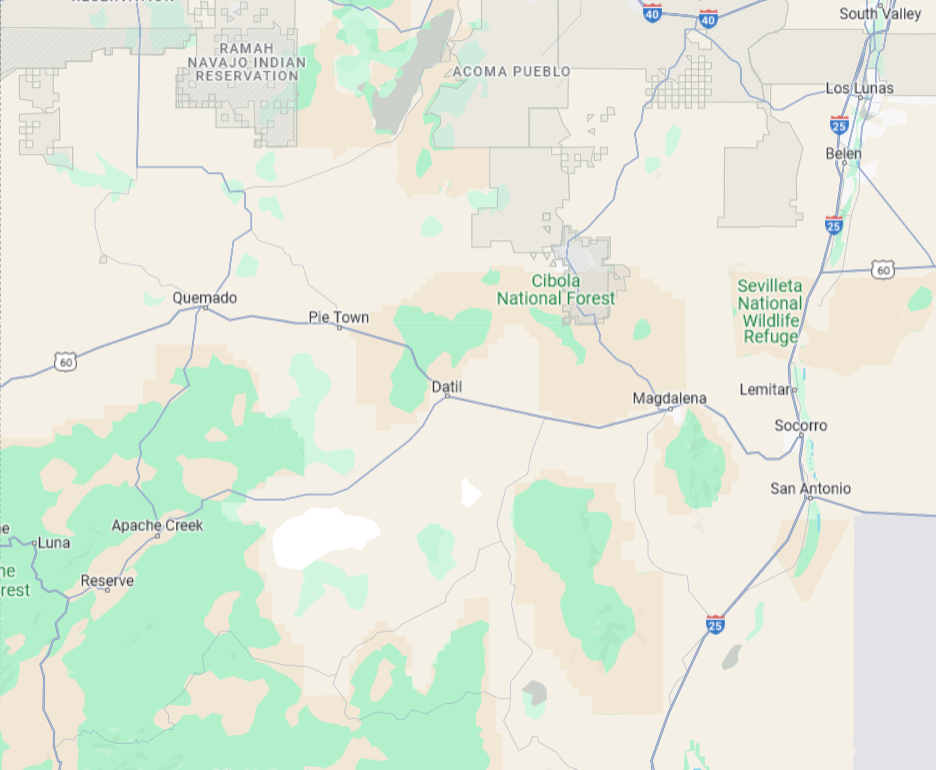 RESERVATION
40
40
South Valley
RAMAH
NAVAJO INDIAN
RESERVATION
ACOMA PUEBLO
Los Lunas
25
Belen
25
60
Cibola
National Forest
Sevilleta
National
Wildlife
Refuge
Quemado
Pie Town
60
Datil
Magdalena
Lemitar
Socorro
San Antonio
Apache Creek
Luna
Reserve
25